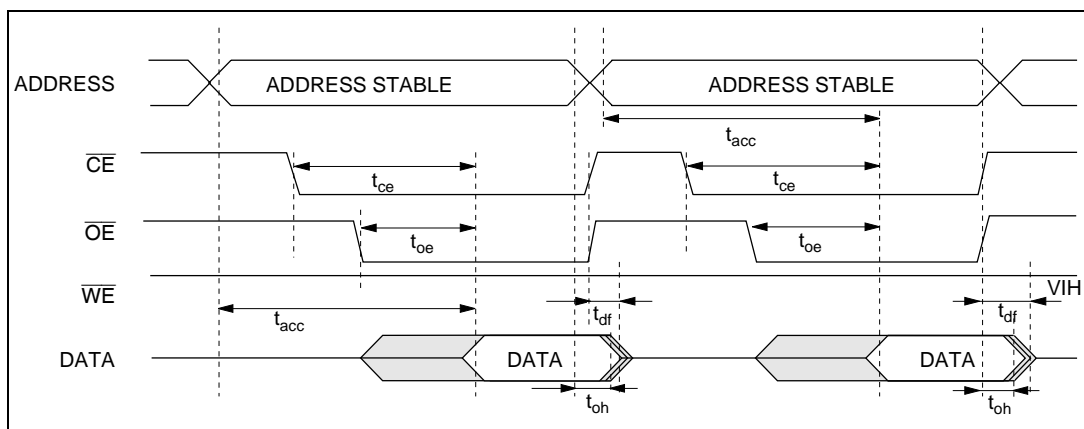 ADDRESS
ADDRESS STABLE
ADDRESS STABLE
tacc
CE
tce
tce
OE
toe
toe
WE
VIH
tacc
tdf
tdf
DATA
DATA
DATA
toh
toh